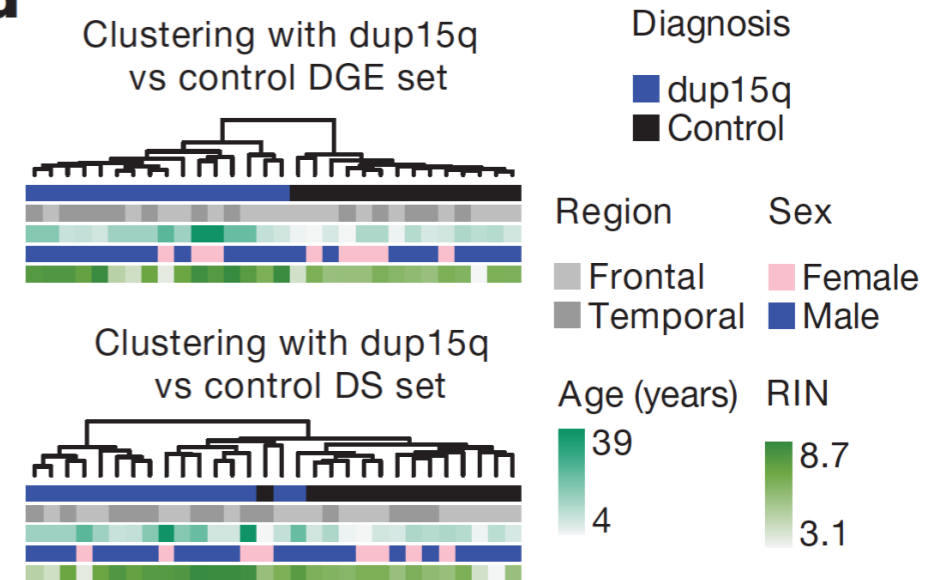 Clustering with dup15q
vs control DGE set
Diagnosis
dup15q
Control
Region
Frontal
Temporal
Sex
Female
Male
Clustering with dup15q
vs control DS set
Age (years)
39
4
RIN
8.7
3.1